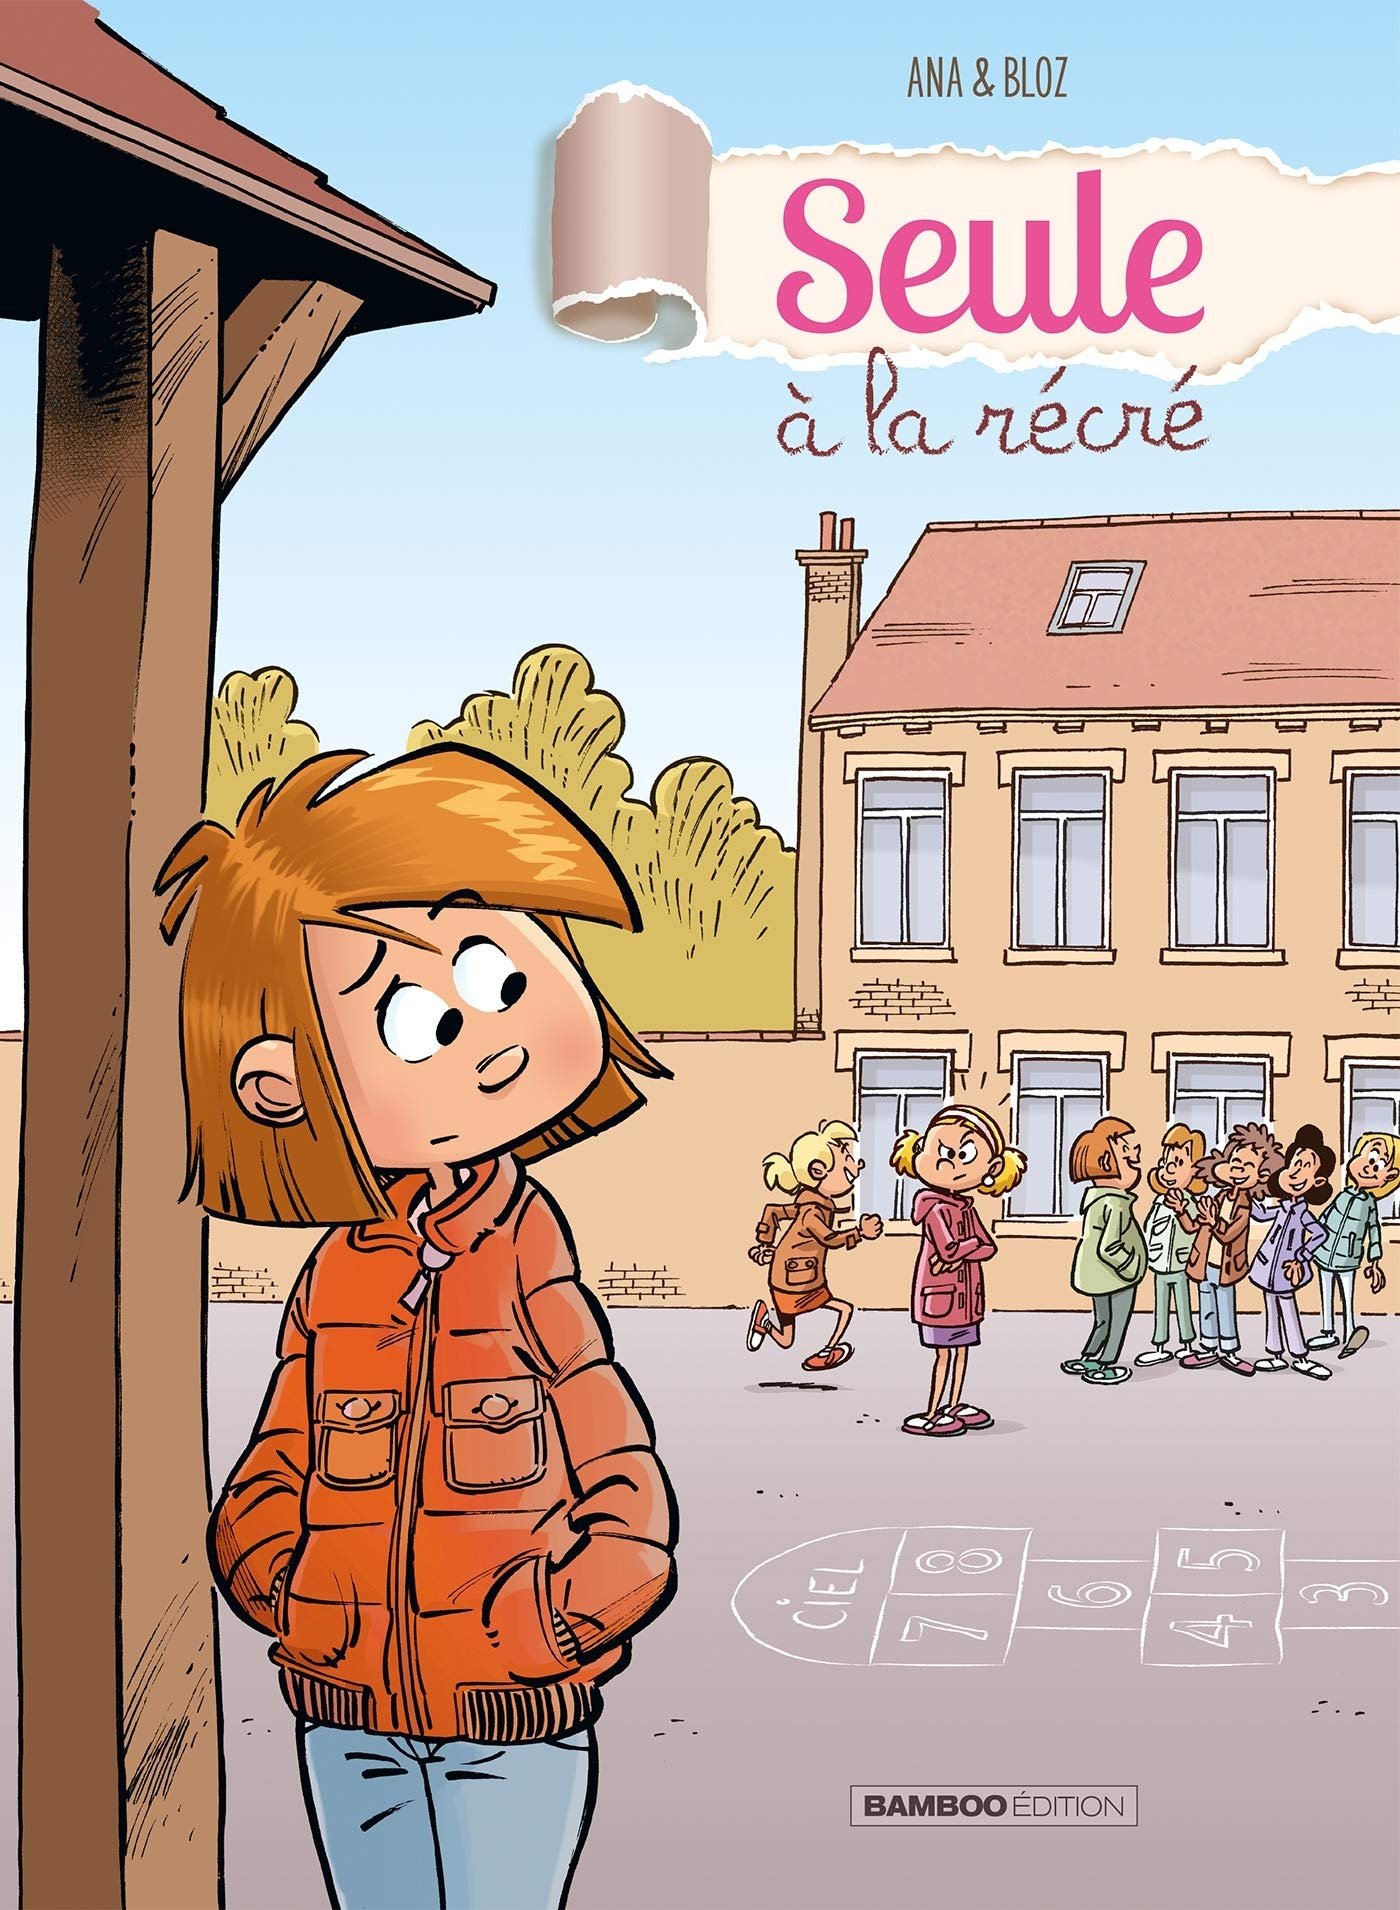 ANA & BLOZ
Seule
à la récré
CIEL
7 8
6
4 5
3
BAMBOO ÉDITION